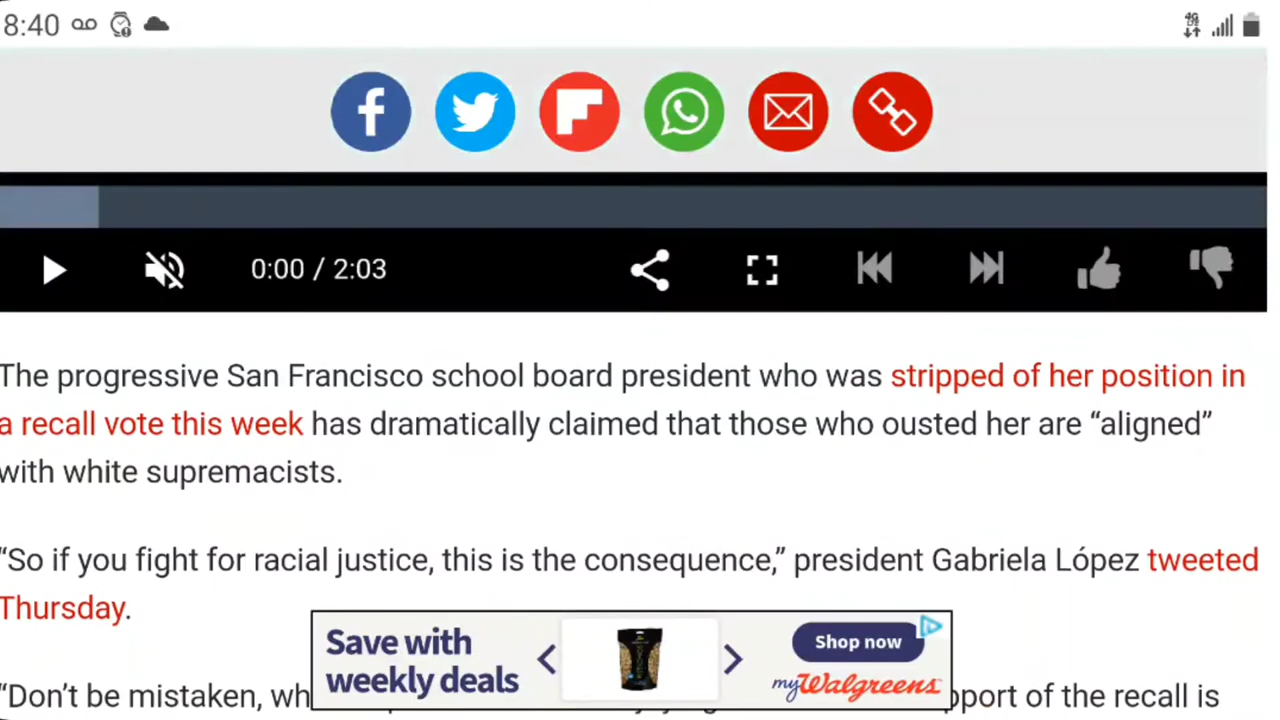 8:40
0:00 / 2:03
The progressive San Francisco school board president who was stripped of her position in
a recall vote this week has dramatically claimed that those who ousted her are “aligned”
with white supremacists.
“So if you fight for racial justice, this is the consequence,” president Gabriela López tweeted
Thursday.
Save with
weekly deals
Shop now
myWalgreens
“Don’t be mistaken, wh pport of the recall is